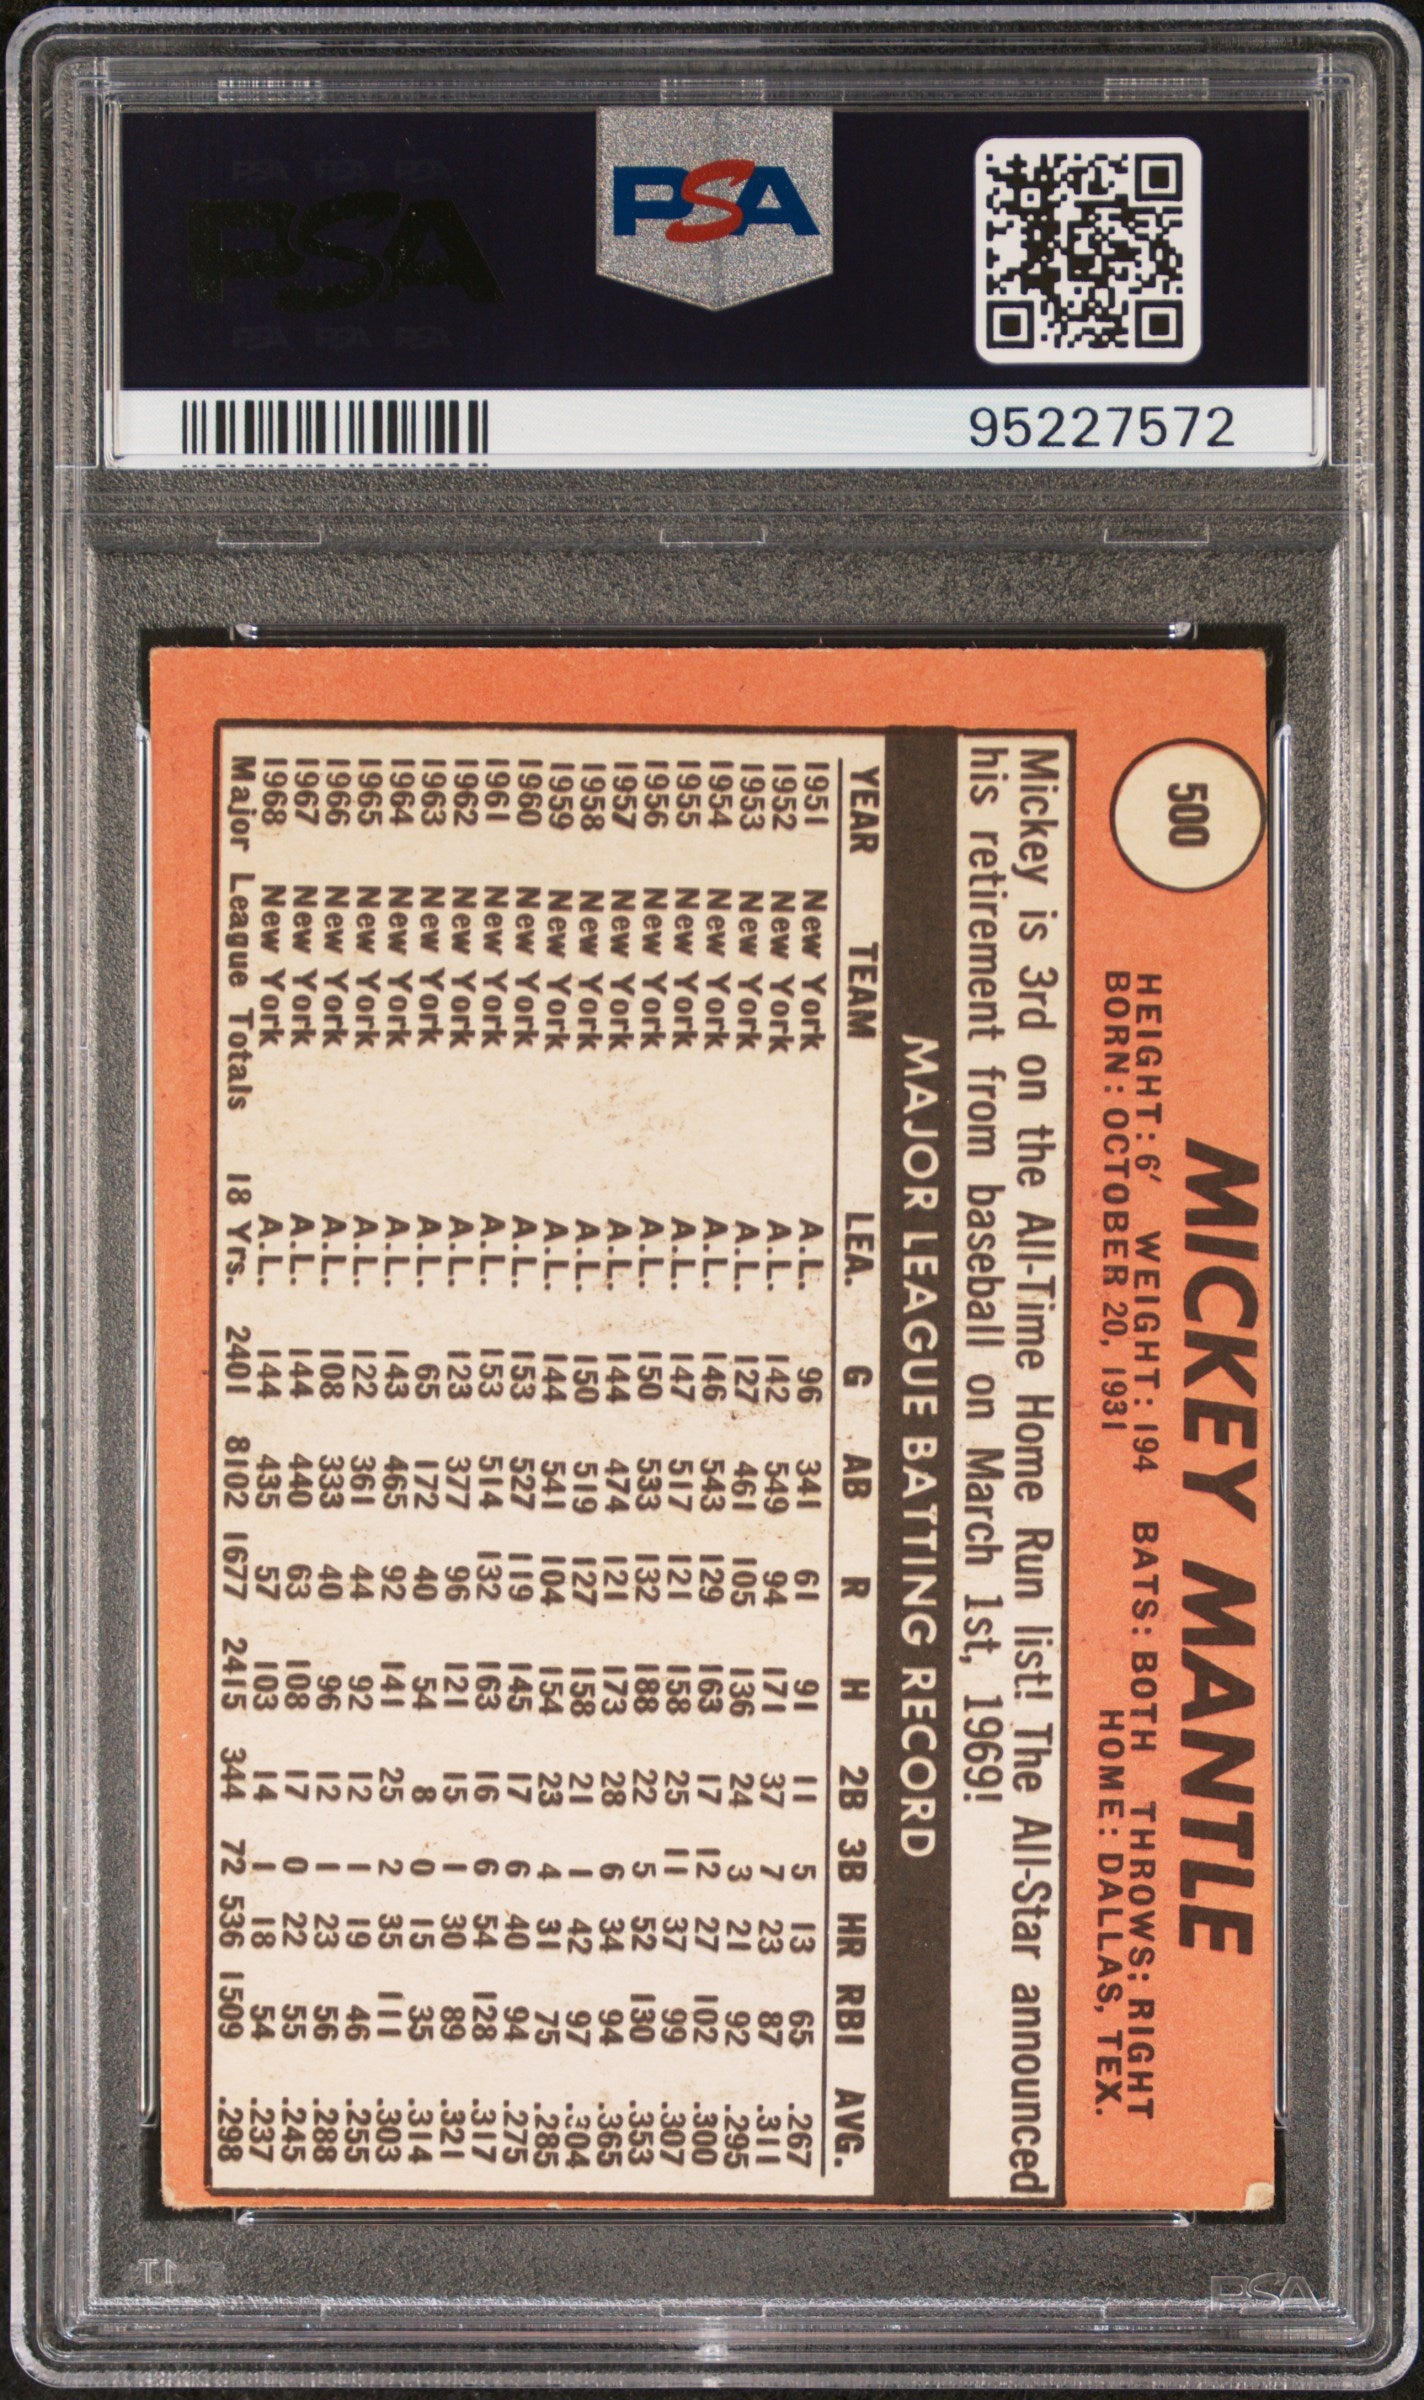 PSA PSA PSA
PSA
PSA PSA PSA
PSA
95227572
500
MICKEY MANTLE
HEIGHT: 6' WEIGHT: 194 BATS: BOTH THROWS: RIGHT
BORN: OCTOBER 20, 1931 HOME: DALLAS, TEX.
Mickey is 3rd on the All-Time Home Run list! The All-Star announced
his retirement from baseball on March 1st, 1969!
MAJOR LEAGUE BATTING RECORD
YEAR TEAM LEA. G AB R H 2B 3B HR RBI AVG.
1951 New York A.L. 96 341 61 91 11 5 13 65 .267
1952 New York A.L. 142 549 94 171 37 7 23 87 .311
1953 New York A.L. 127 461 105 136 24 3 21 92 .295
1954 New York A.L. 146 543 129 163 17 12 27 102 .300
1955 New York A.L. 147 517 121 158 25 11 37 99 .307
1956 New York A.L. 150 533 132 188 22 5 52 130 .353
1957 New York A.L. 144 474 121 173 28 6 34 94 .365
1958 New York A.L. 150 519 127 158 21 1 42 97 .304
1959 New York A.L. 144 541 104 154 23 4 31 75 .285
1960 New York A.L. 153 527 119 145 17 6 40 94 .275
1961 New York A.L. 153 514 132 163 16 6 54 128 .317
1962 New York A.L. 123 377 96 121 15 1 30 89 .321
1963 New York A.L. 65 172 40 54 8 0 15 35 .314
1964 New York A.L. 143 465 92 141 25 2 35 111 .303
1965 New York A.L. 122 361 44 92 12 1 19 46 .255
1966 New York A.L. 108 333 40 96 12 1 23 56 .288
1967 New York A.L. 144 440 63 108 17 0 22 55 .245
1968 New York A.L. 144 435 57 103 14 1 18 54 .237
Major League Totals 18 Yrs. 2401 8102 1677 2415 344 72 536 1509 .298
PSA